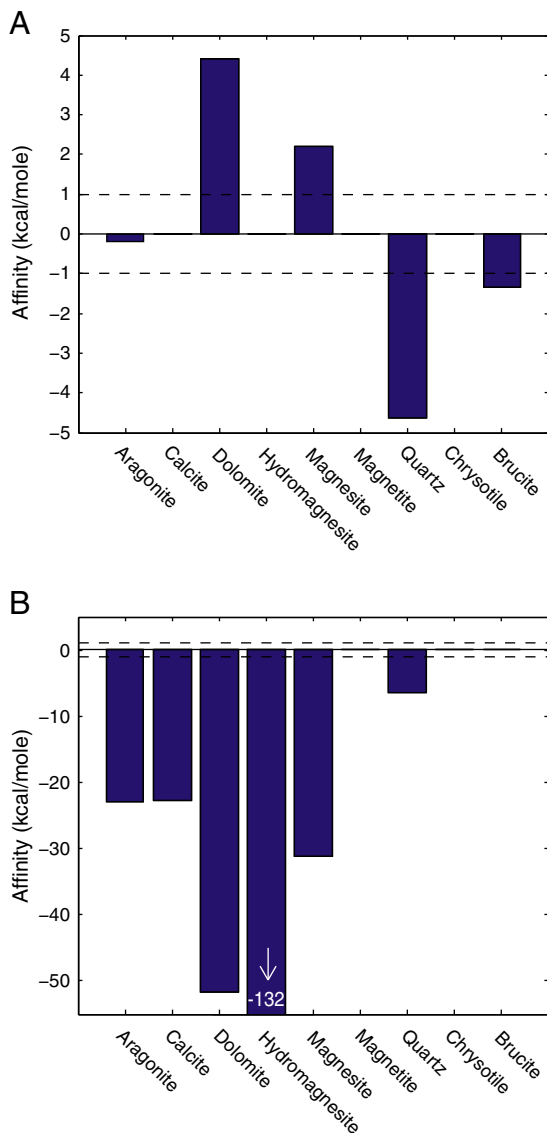 A
Affinity (kcal/mole)
5
4
3
2
1
0
−1
−2
−3
−4
−5
Aragonite
Calcite
Dolomite
Hydromagnesite
Magnesite
Magnetite
Quartz
Chrysotile
Brucite
B
Affinity (kcal/mole)
0
−10
−20
−30
−40
−50
-132
Aragonite
Calcite
Dolomite
Hydromagnesite
Magnesite
Magnetite
Quartz
Chrysotile
Brucite